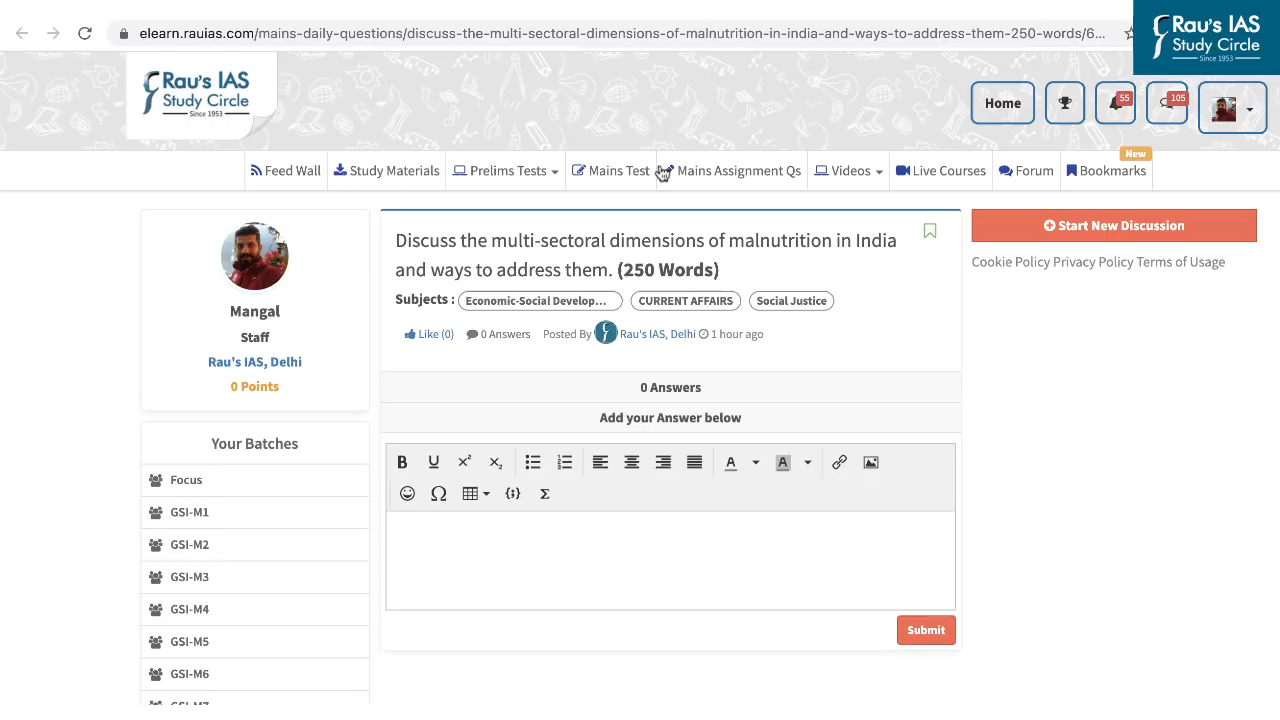 elearn.rauias.com/mains-daily-questions/discuss-the-multi-sectoral-dimensions-of-malnutrition-in-india-and-ways-to-address-them-250-words/6...
Rau's IAS
Study Circle
Since 1953
Rau's IAS
Study Circle
Since 1953
Home
55
105
New
Feed Wall
Study Materials
Prelims Tests
Mains Test
Mains Assignment Qs
Videos
Live Courses
Forum
Bookmarks
Mangal
Staff
Rau's IAS, Delhi
0 Points
Your Batches
Focus
GSI-M1
GSI-M2
GSI-M3
GSI-M4
GSI-M5
GSI-M6
GSI-M7
Discuss the multi-sectoral dimensions of malnutrition in India
and ways to address them. (250 Words)
Subjects : Economic-Social Develop... CURRENT AFFAIRS Social Justice
Like (0) 0 Answers Posted By Rau's IAS, Delhi 1 hour ago
0 Answers
Add your Answer below
Submit
Start New Discussion
Cookie Policy Privacy Policy Terms of Usage